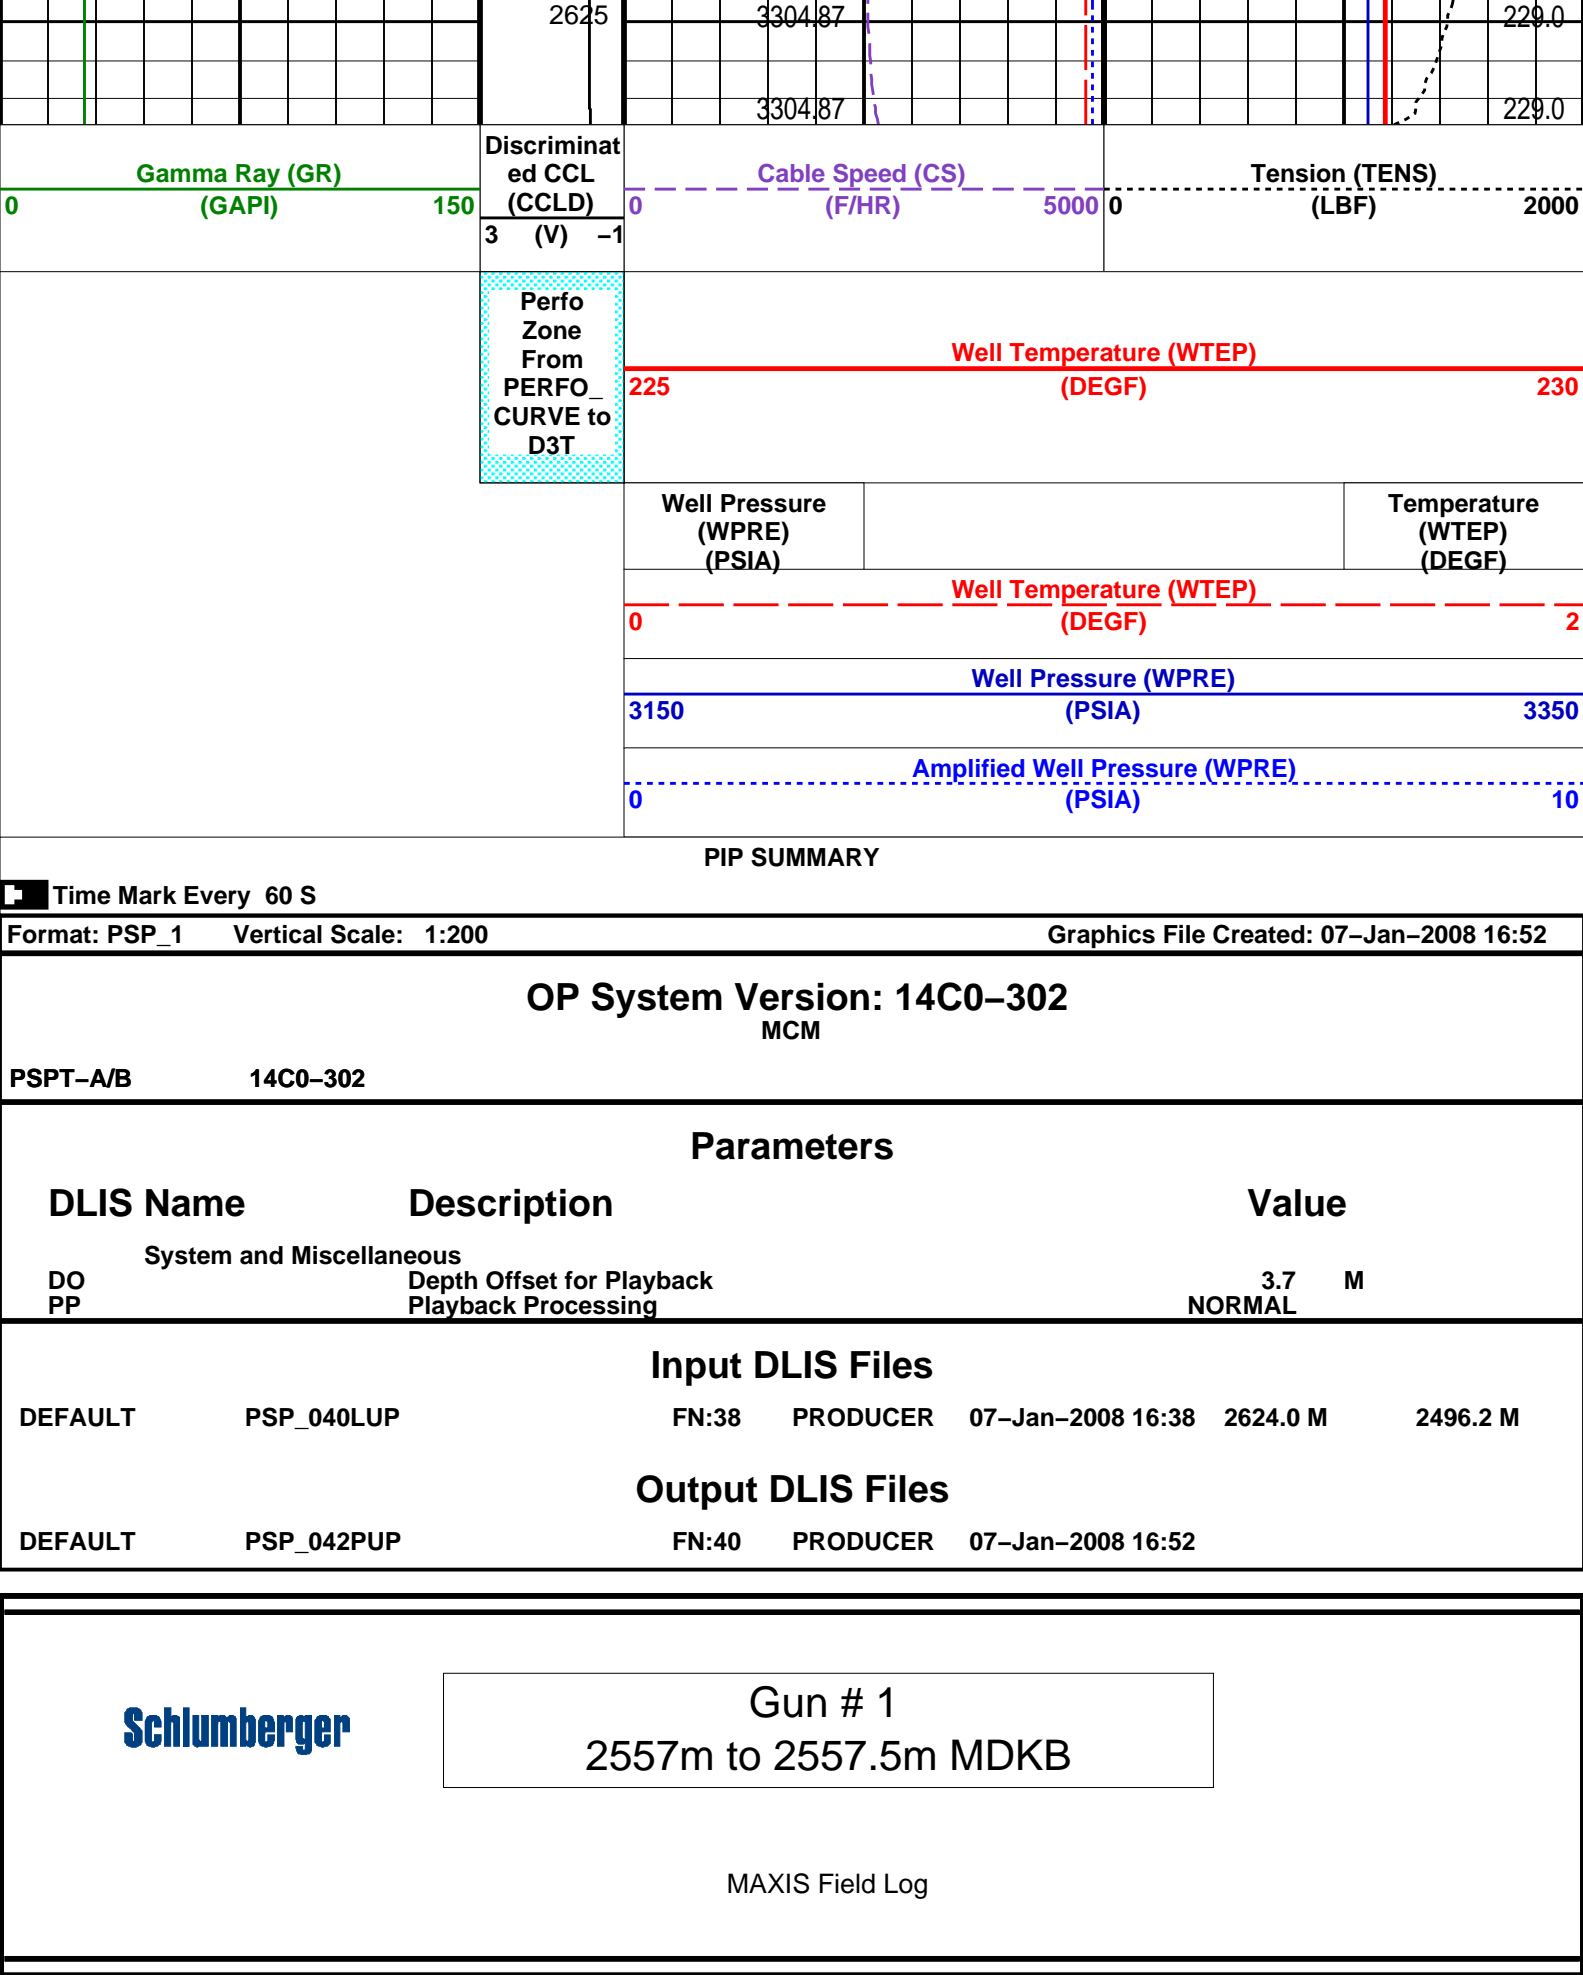 2625 3304.87 229.0
3304.87 229.0
Gamma Ray (GR)
0 (GAPI) 150
Discriminat
ed CCL
(CCLD)
3 (V) −1
Cable Speed (CS)
0 (F/HR) 5000
Tension (TENS)
0 (LBF) 2000
Perfo
Zone
From
PERFO_
CURVE to
D3T
Well Temperature (WTEP)
225 (DEGF) 230
Well Pressure
(WPRE)
(PSIA)
Temperature
(WTEP)
(DEGF)
Well Temperature (WTEP)
0 (DEGF) 2
Well Pressure (WPRE)
3150 (PSIA) 3350
Amplified Well Pressure (WPRE)
0 (PSIA) 10
PIP SUMMARY
Time Mark Every 60 S
Format: PSP_1 Vertical Scale: 1:200 Graphics File Created: 07−Jan−2008 16:52
OP System Version: 14C0−302
MCM
PSPT−A/B 14C0−302
Parameters
DLIS Name Description Value
System and Miscellaneous
DO Depth Offset for Playback 3.7 M
PP Playback Processing NORMAL
Input DLIS Files
DEFAULT PSP_040LUP FN:38 PRODUCER 07−Jan−2008 16:38 2624.0 M 2496.2 M
Output DLIS Files
DEFAULT PSP_042PUP FN:40 PRODUCER 07−Jan−2008 16:52
Schlumberger
Gun # 1
2557m to 2557.5m MDKB
MAXIS Field Log